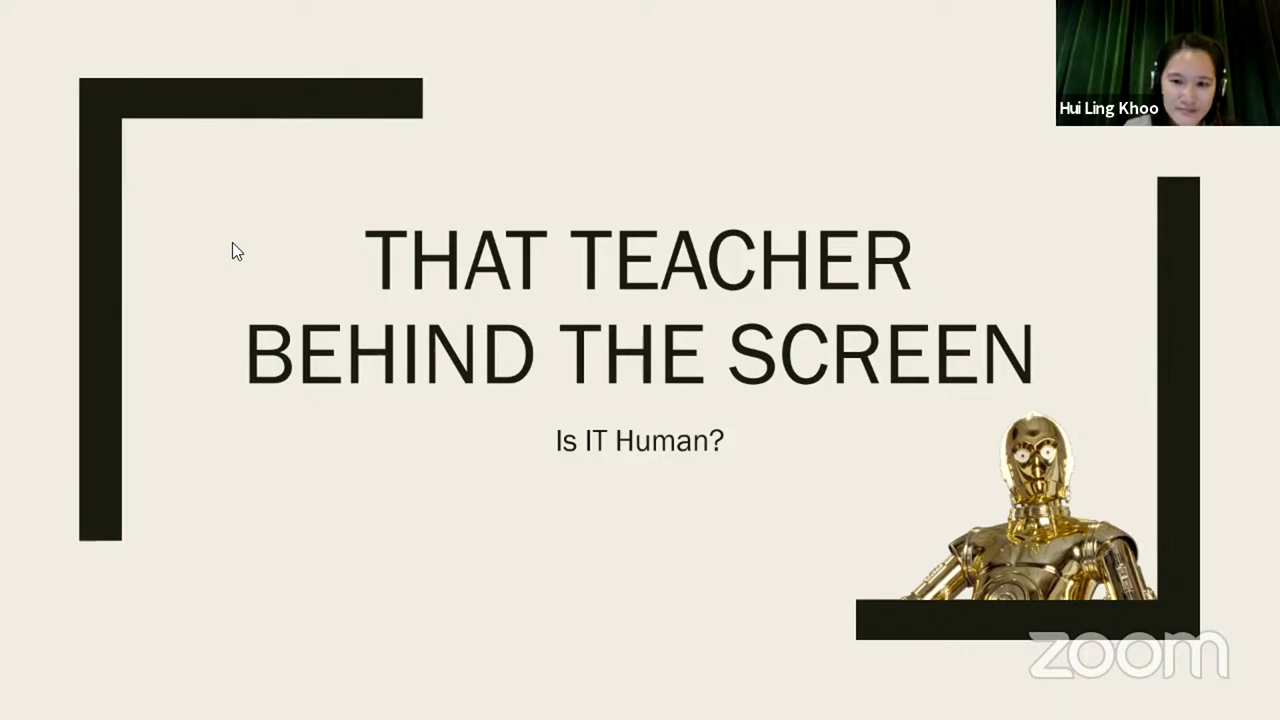 Hui Ling Khoo
THAT TEACHER
BEHIND THE SCREEN
Is IT Human?
zoom